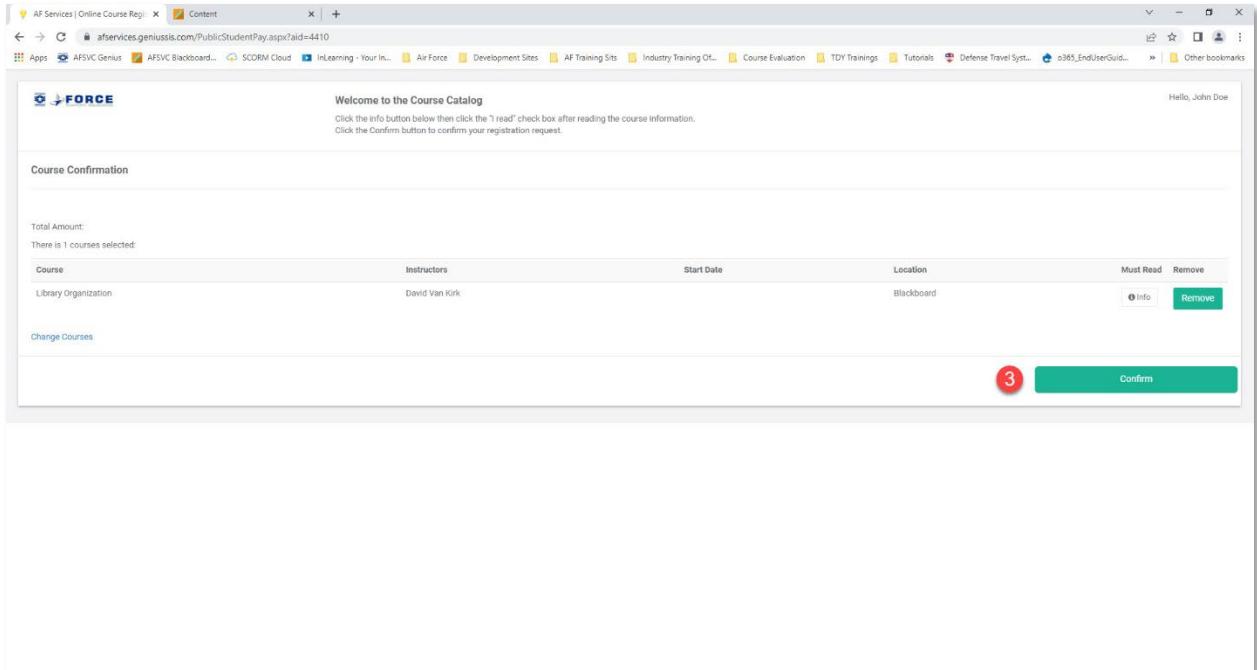 AF Services | Online Course Regi
Content
afservices.geniussis.com/PublicStudentPay.aspx?aid=4410
Apps AFSVC Genius AFSVC Blackboard... SCORM Cloud InLearning - Your In... Air Force Development Sites AF Training Sits Industry Training Of... Course Evaluation TDY Trainings Tutorials Defense Travel Syst... o365_EndUserGuid... » Other bookmarks
FORCE
Welcome to the Course Catalog
Hello, John Doe
Click the info button below then click the "I read" check box after reading the course information.
Click the Confirm button to confirm your registration request.
Course Confirmation
Total Amount:
There is 1 courses selected:
Course Instructors Start Date Location Must Read Remove
Library Organization David Van Kirk Blackboard Info Remove
Change Courses
3 Confirm